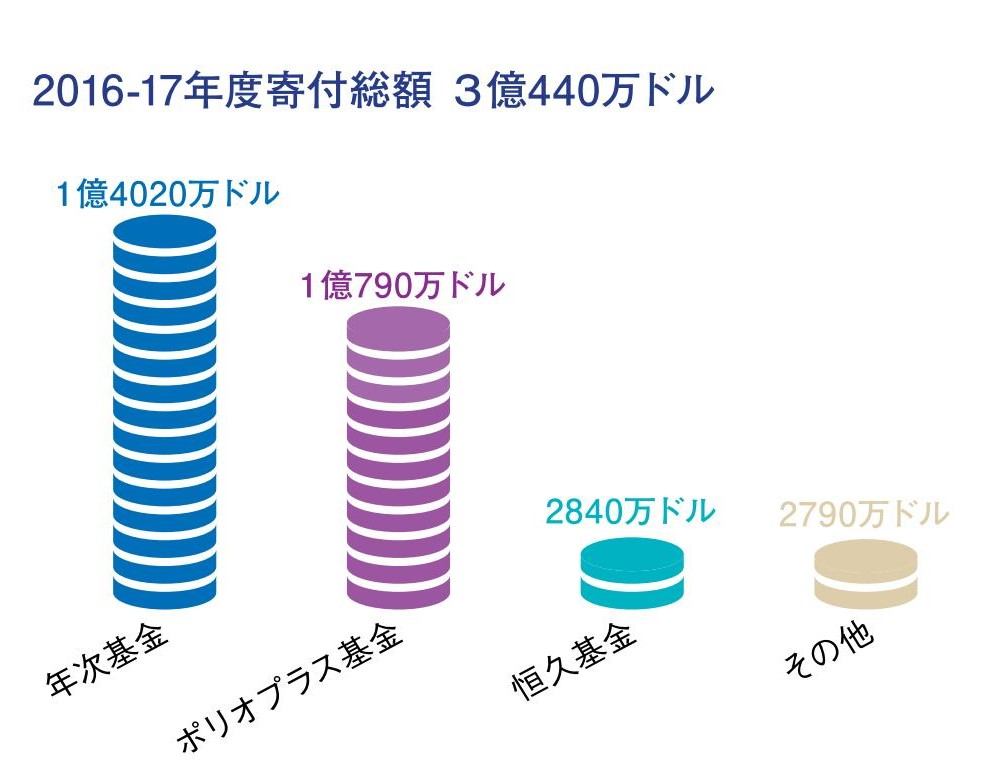 2016-17年度寄付総額 3億440万ドル
1億4020万ドル
1億790万ドル
2840万ドル
2790万ドル
年次基金
ポリオプラス基金
恒久基金
その他